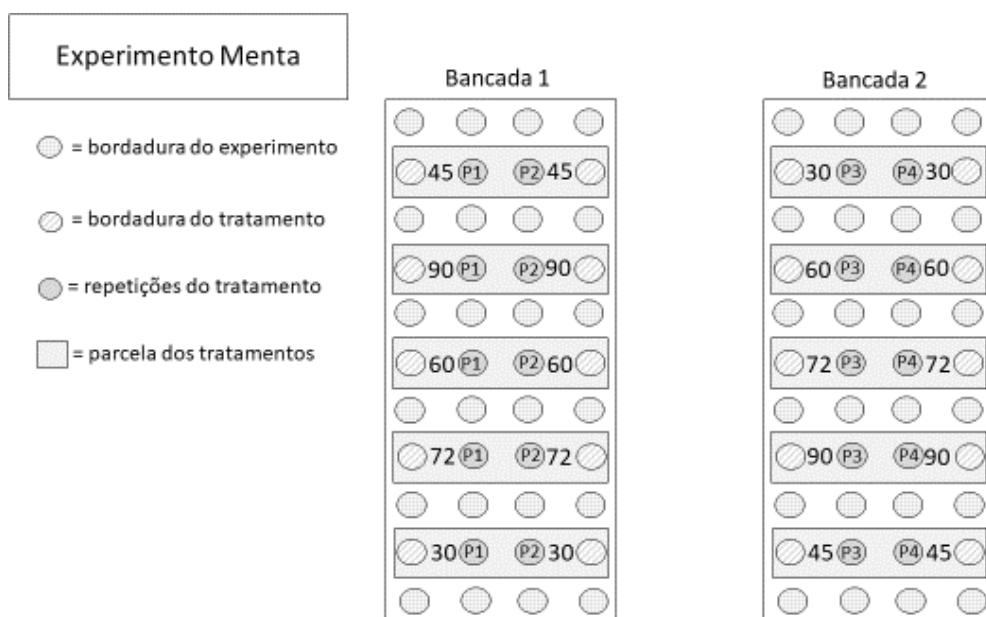 Experimento Menta
= bordadura do experimento
= bordadura do tratamento
= repetições do tratamento
= parcela dos tratamentos
Bancada 1
45 P1 P2 45
90 P1 P2 90
60 P1 P2 60
72 P1 P2 72
30 P1 P2 30
Bancada 2
30 P3 P4 30
60 P3 P4 60
72 P3 P4 72
90 P3 P4 90
45 P3 P4 45